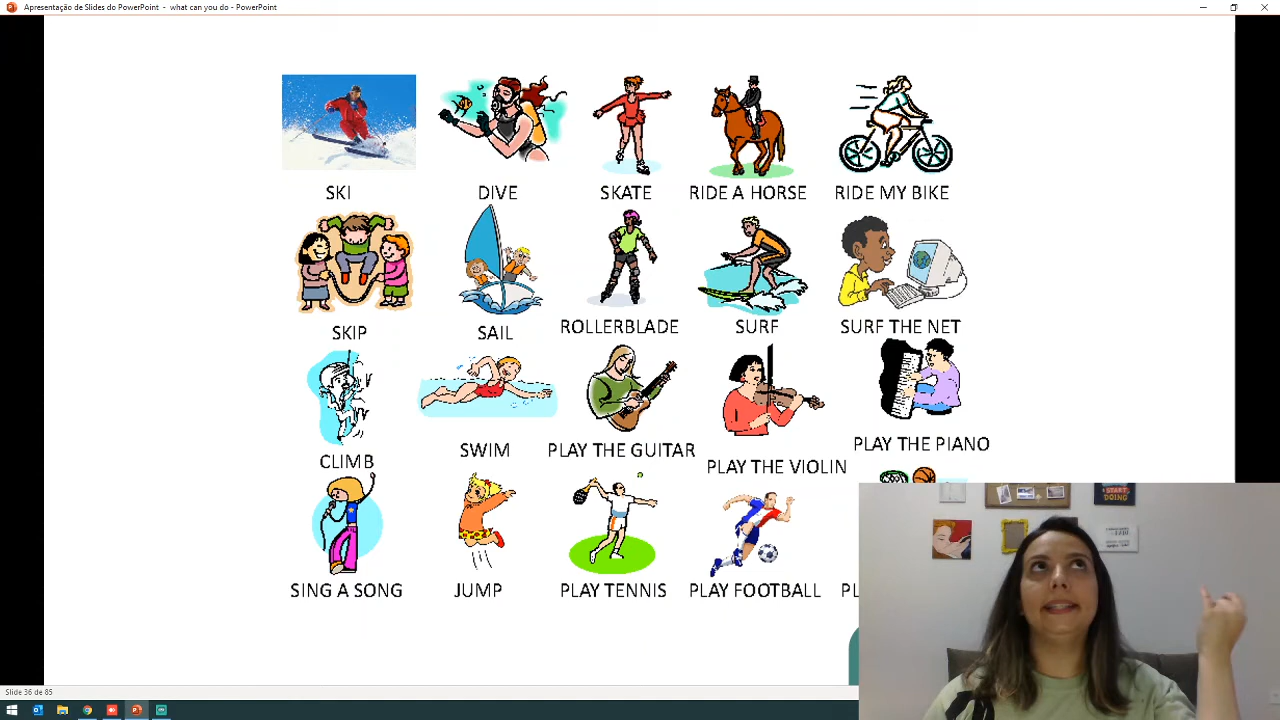 Apresentação de Slides do PowerPoint - what can you do - PowerPoint
SKI
DIVE
SKATE
RIDE A HORSE
RIDE MY BIKE
SKIP
SAIL
ROLLERBLADE
SURF
SURF THE NET
CLIMB
SWIM
PLAY THE GUITAR
PLAY THE VIOLIN
PLAY THE PIANO
SING A SONG
JUMP
PLAY TENNIS
PLAY FOOTBALL
START
DOING
Slide 36 de 85